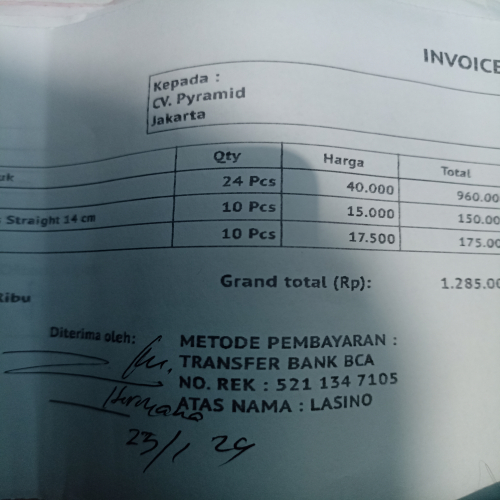 INVOICE
Kepada :
CV. Pyramid
Jakarta
Qty Harga Total
24 Pcs 40.000 960.00
Straight 14 cm 10 Pcs 15.000 150.00
10 Pcs 17.500 175.00
Grand total (Rp): 1.285.00
Ribu
Diterima oleh:
METODE PEMBAYARAN :
TRANSFER BANK BCA
NO. REK : 521 134 7105
ATAS NAMA : LASINO
23/1 24